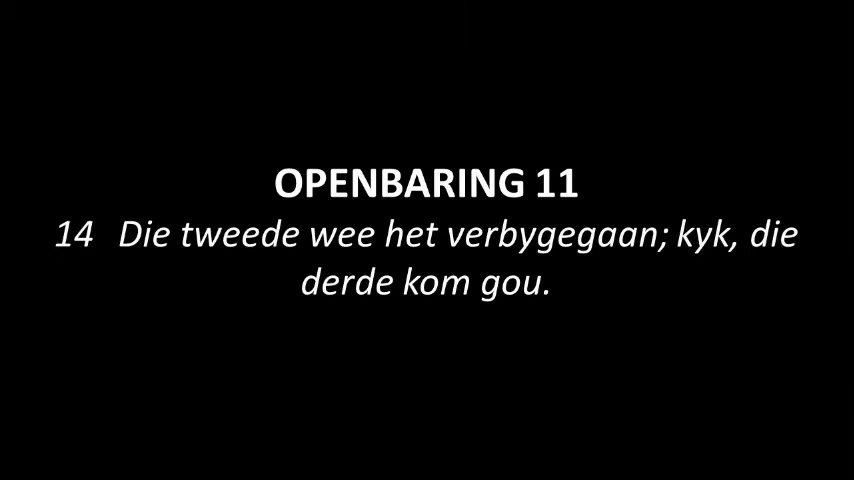 OPENBARING 11
14 Die tweede wee het verbygegaan; kyk, die
derde kom gou.